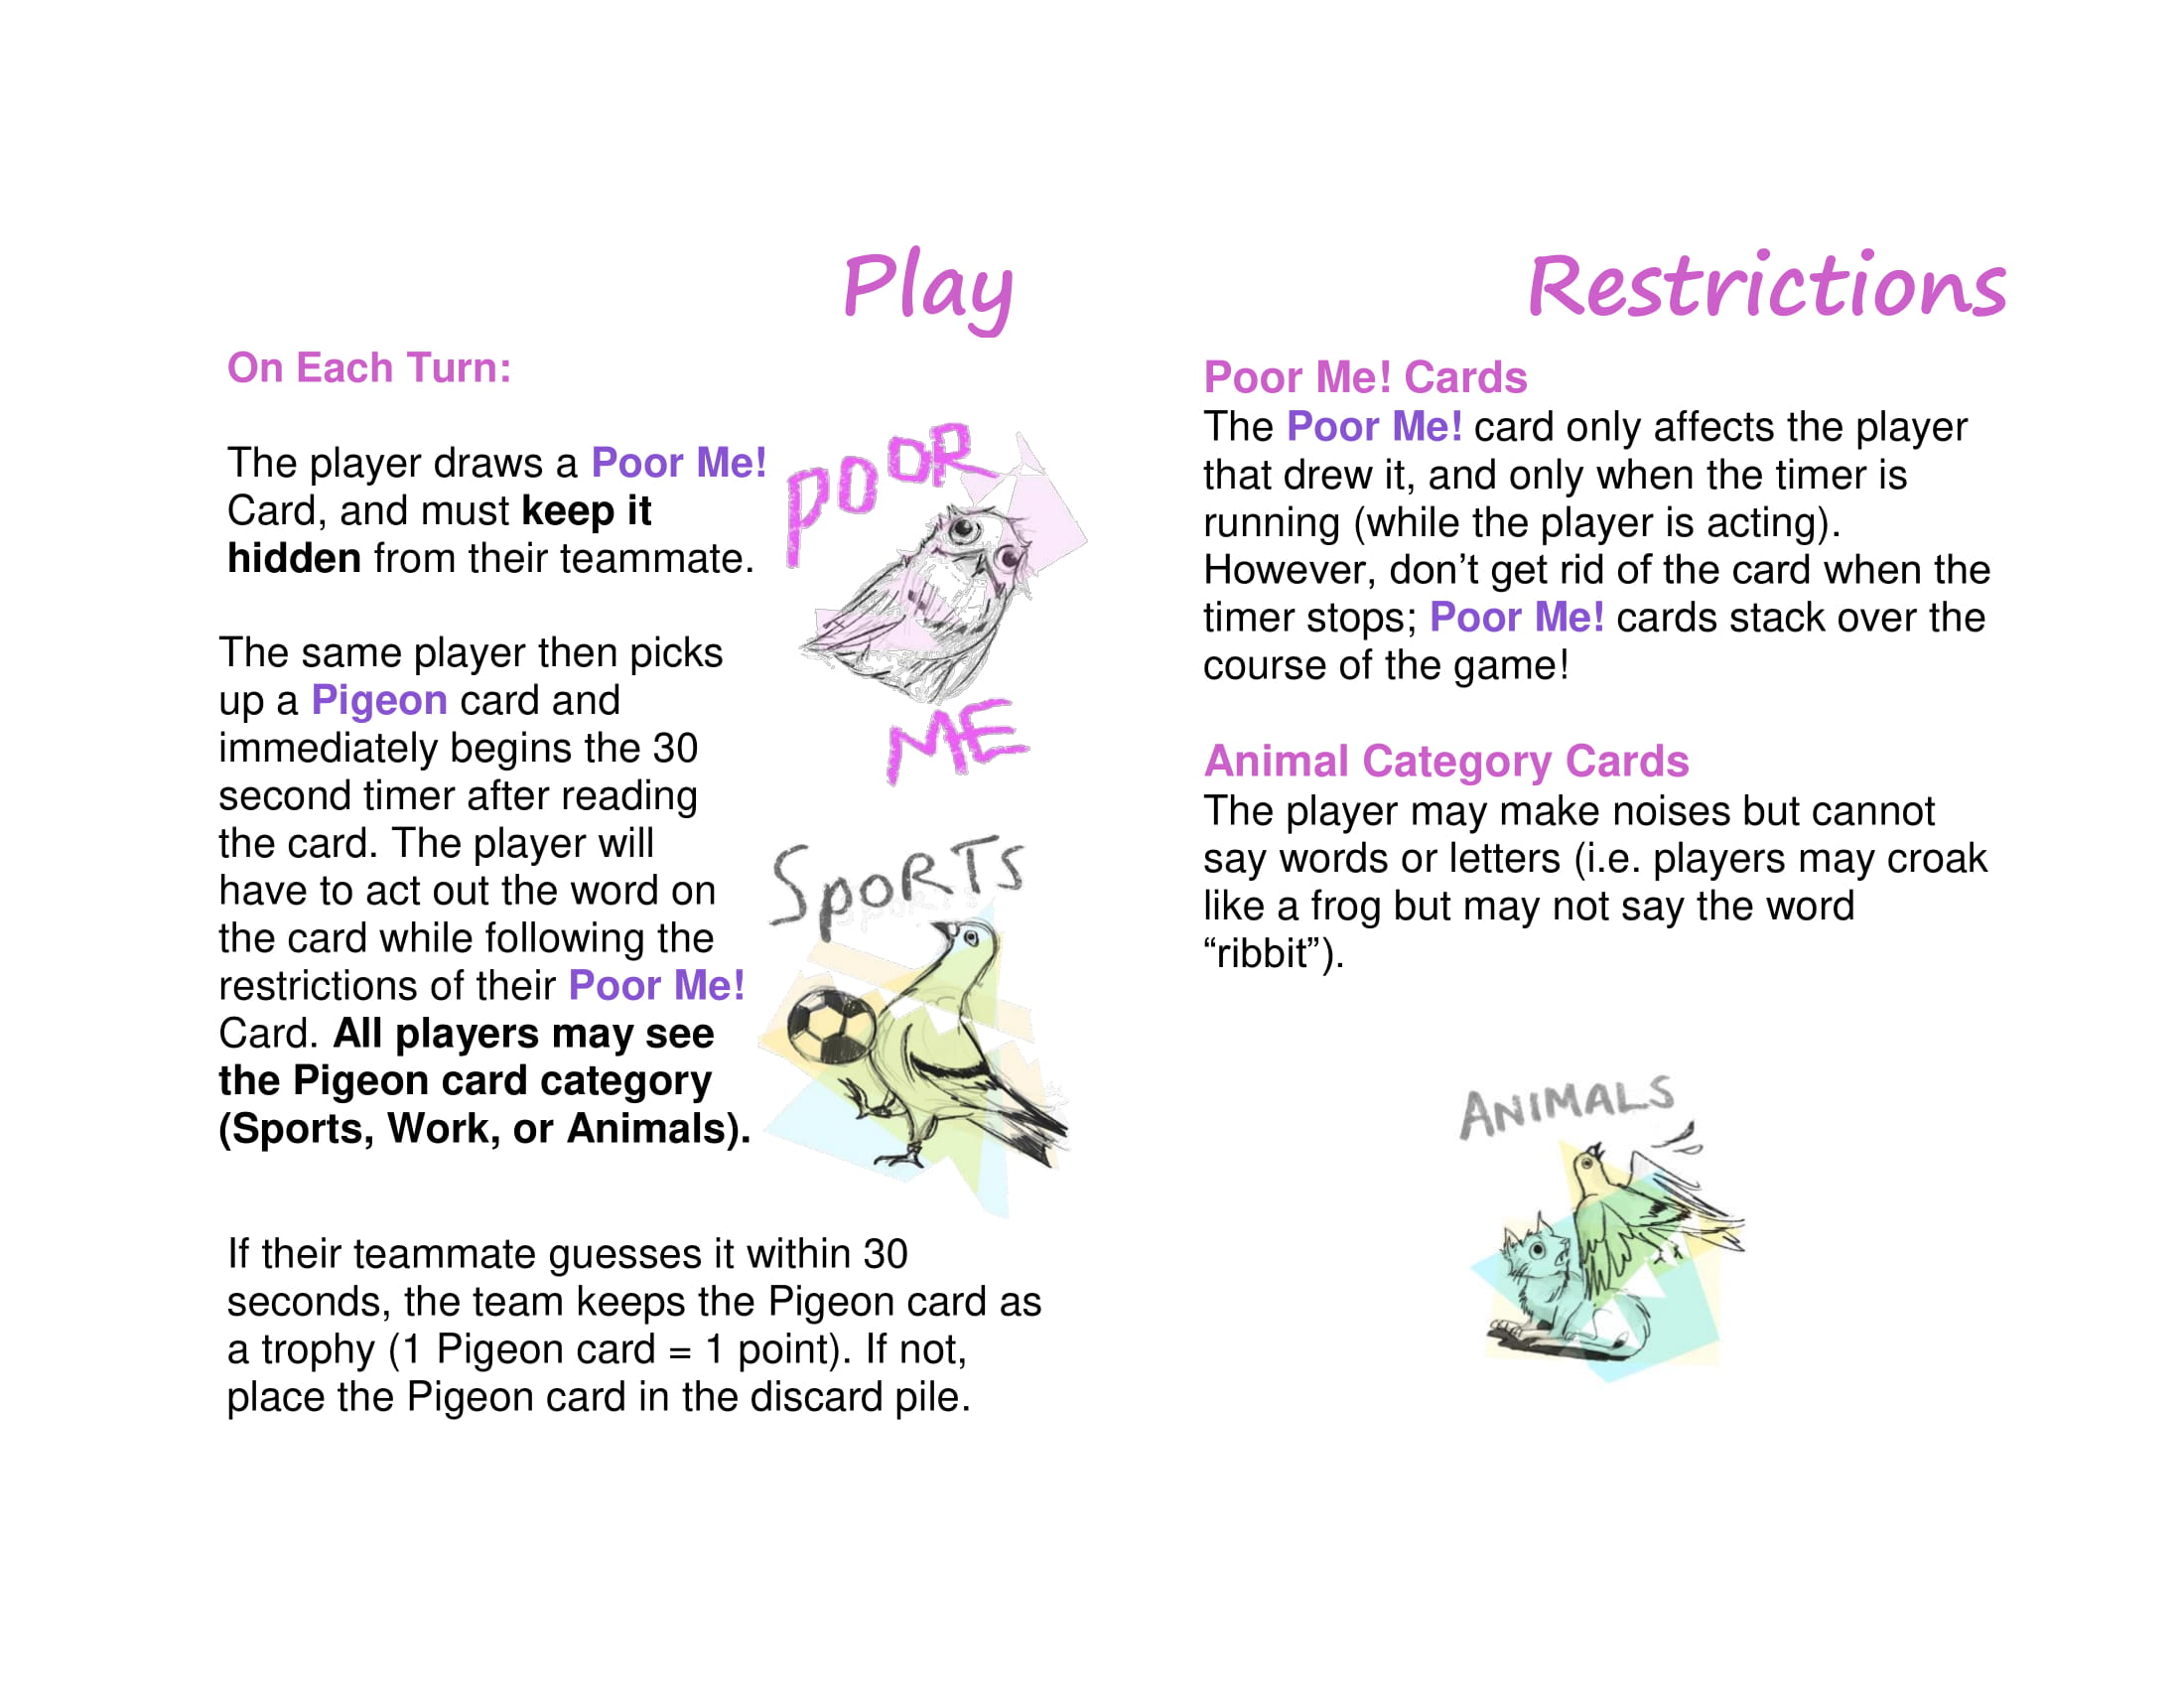 Play
On Each Turn:
The player draws a Poor Me!
Card, and must keep it
hidden from their teammate.
POOR
ME
The same player then picks
up a Pigeon card and
immediately begins the 30
second timer after reading
the card. The player will
have to act out the word on
the card while following the
restrictions of their Poor Me!
Card. All players may see
the Pigeon card category
(Sports, Work, or Animals).
SPORTS
If their teammate guesses it within 30
seconds, the team keeps the Pigeon card as
a trophy (1 Pigeon card = 1 point). If not,
place the Pigeon card in the discard pile.
Restrictions
Poor Me! Cards
The Poor Me! card only affects the player
that drew it, and only when the timer is
running (while the player is acting).
However, don’t get rid of the card when the
timer stops; Poor Me! cards stack over the
course of the game!
Animal Category Cards
The player may make noises but cannot
say words or letters (i.e. players may croak
like a frog but may not say the word
“ribbit”).
ANIMALS